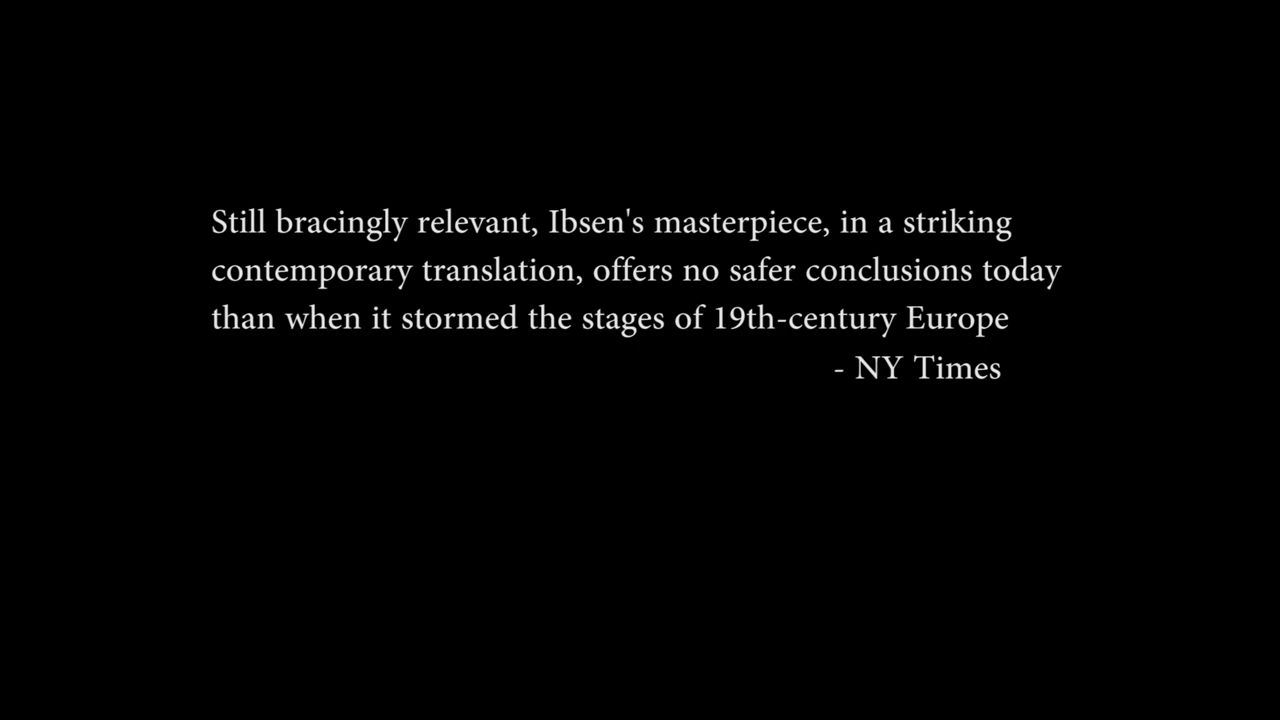 Still bracingly relevant, Ibsen's masterpiece, in a striking
contemporary translation, offers no safer conclusions today
than when it stormed the stages of 19th-century Europe
- NY Times